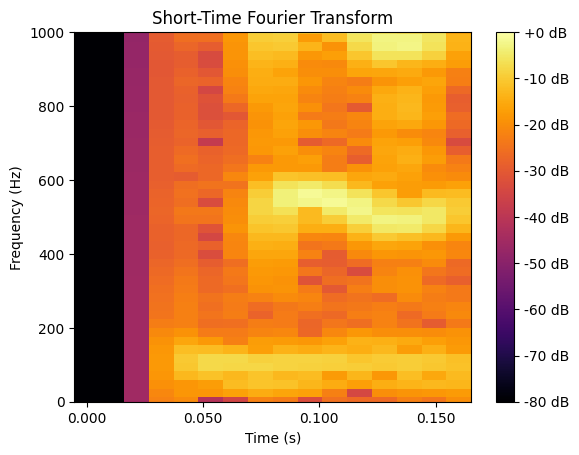 Short-Time Fourier Transform
1000
800
600
400
200
0
Frequency (Hz)
0.000
0.050
0.100
0.150
Time (s)
+0 dB
-10 dB
-20 dB
-30 dB
-40 dB
-50 dB
-60 dB
-70 dB
-80 dB